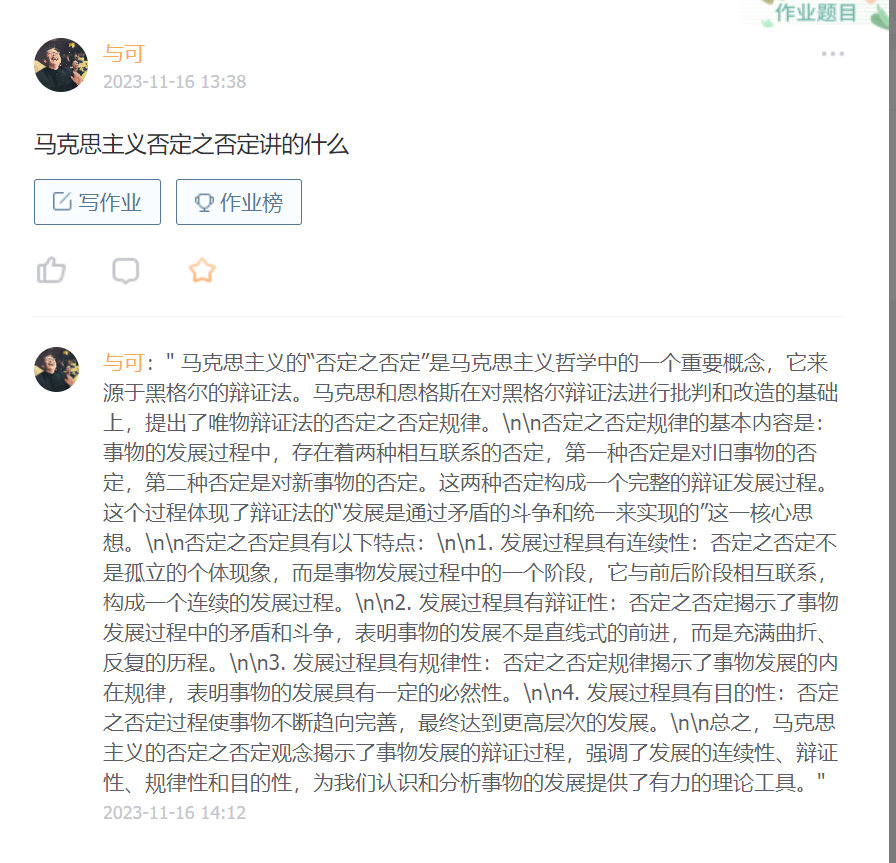 作业题目
与可
2023-11-16 13:38
马克思主义否定之否定讲的什么
写作业
作业榜
与可：" 马克思主义的“否定之否定”是马克思主义哲学中的一个重要概念，它来
源于黑格尔的辩证法。马克思和恩格斯在对黑格尔辩证法进行批判和改造的基础
上，提出了唯物辩证法的否定之否定规律。\n\n否定之否定规律的基本内容是：
事物的发展过程中，存在着两种相互联系的否定，第一种否定是对旧事物的否
定，第二种否定是对新事物的否定。这两种否定构成一个完整的辩证发展过程。
这个过程体现了辩证法的“发展是通过矛盾的斗争和统一来实现的”这一核心思
想。\n\n否定之否定具有以下特点：\n\n1. 发展过程具有连续性：否定之否定不
是孤立的个体现象，而是事物发展过程中的一个阶段，它与前后阶段相互联系，
构成一个连续的发展过程。\n\n2. 发展过程具有辩证性：否定之否定揭示了事物
发展过程中的矛盾和斗争，表明事物的发展不是直线式的前进，而是充满曲折、
反复的历程。\n\n3. 发展过程具有规律性：否定之否定规律揭示了事物发展的内
在规律，表明事物的发展具有一定的必然性。\n\n4. 发展过程具有目的性：否定
之否定过程使事物不断趋向完善，最终达到更高层次的发展。\n\n总之，马克思
主义的否定之否定观念揭示了事物发展的辩证过程，强调了发展的连续性、辩证
性、规律性和目的性，为我们认识和分析事物的发展提供了有力的理论工具。"
2023-11-16 14:12